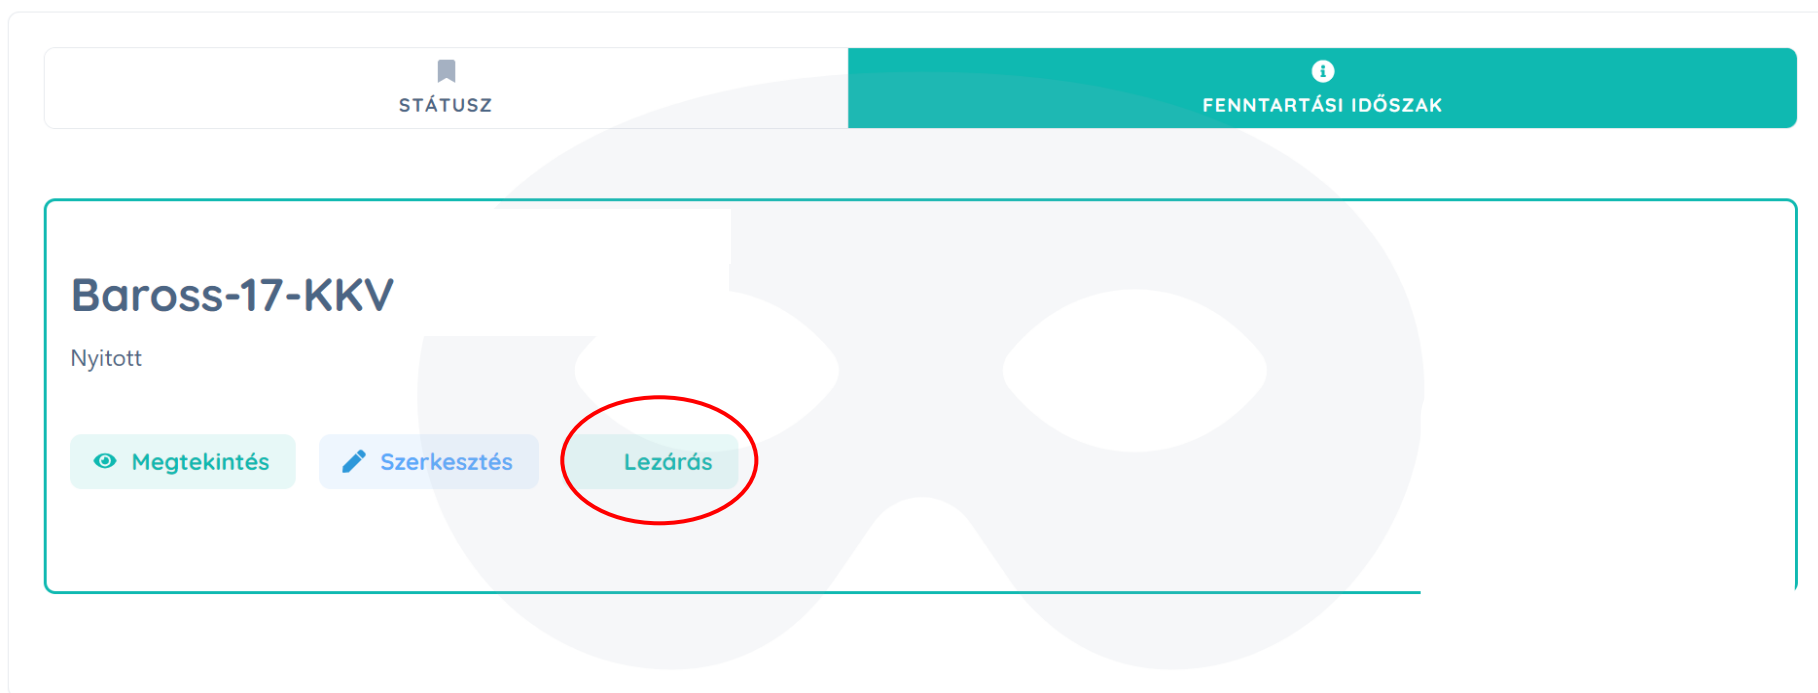 STÁTUSZ
FENNTARTÁSI IDŐSZAK
Baross-17-KKV
Nyitott
Megtekintés
Szerkesztés
Lezárás